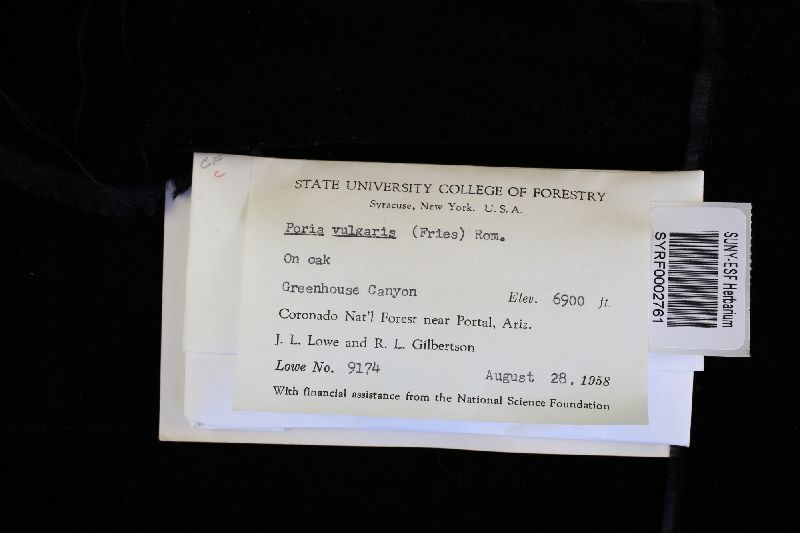 STATE UNIVERSITY COLLEGE OF FORESTRY
Syracuse, New York. U. S. A.
Poria vulgaris (Fries) Rom.
On oak
Greenhouse Canyon Elev. 6900 ft.
Coronado Nat'l Forest near Portal, Ariz.
J. L. Lowe and R. L. Gilbertson
Lowe No. 9174 August 28, 1958
With financial assistance from the National Science Foundation
SUNY-ESF Herbarium
SYRF0002761